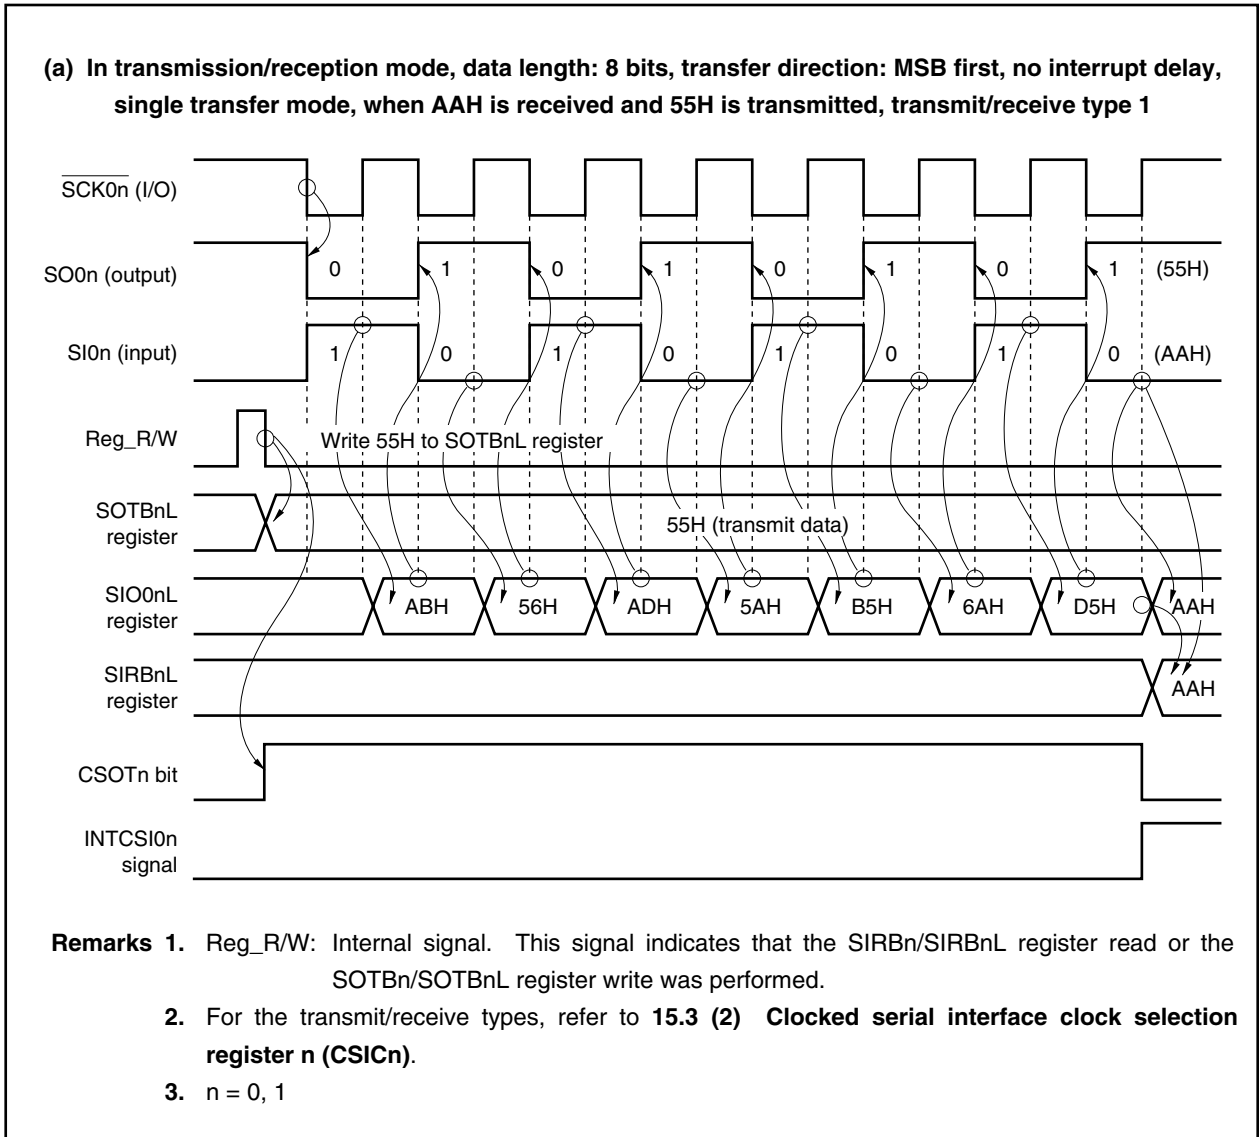 (a) In transmission/reception mode, data length: 8 bits, transfer direction: MSB first, no interrupt delay,
single transfer mode, when AAH is received and 55H is transmitted, transmit/receive type 1
SCK0n (I/O)
SO0n (output)
0 1 0 1 0 1 0 1 (55H)
SI0n (input)
1 0 1 0 1 0 1 0 (AAH)
Reg_R/W
Write 55H to SOTBnL register
SOTBnL
register
55H (transmit data)
SIO0nL
register
ABH 56H ADH 5AH B5H 6AH D5H AAH
SIRBnL
register
AAH
CSOTn bit
INTCSI0n
signal
Remarks 1. Reg_R/W: Internal signal. This signal indicates that the SIRBn/SIRBnL register read or the
SOTBn/SOTBnL register write was performed.
2. For the transmit/receive types, refer to 15.3 (2) Clocked serial interface clock selection
register n (CSICn).
3. n = 0, 1